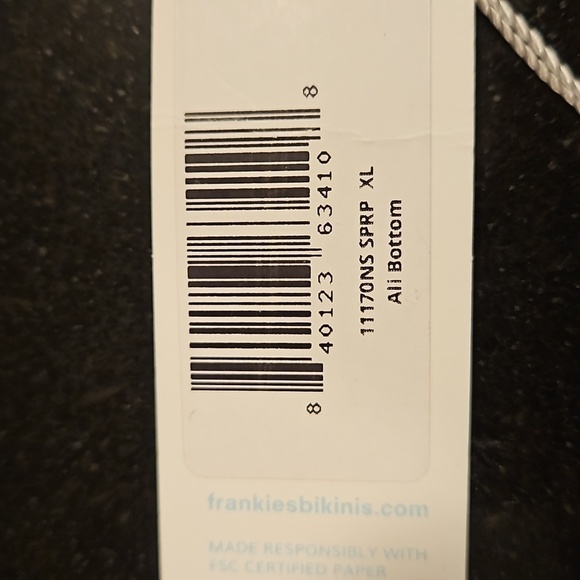 8 40123 63410 8
11170NS SPRP XL
Ali Bottom
frankiesbikinis.com
MADE RESPONSIBLY WITH
FSC CERTIFIED PAPER